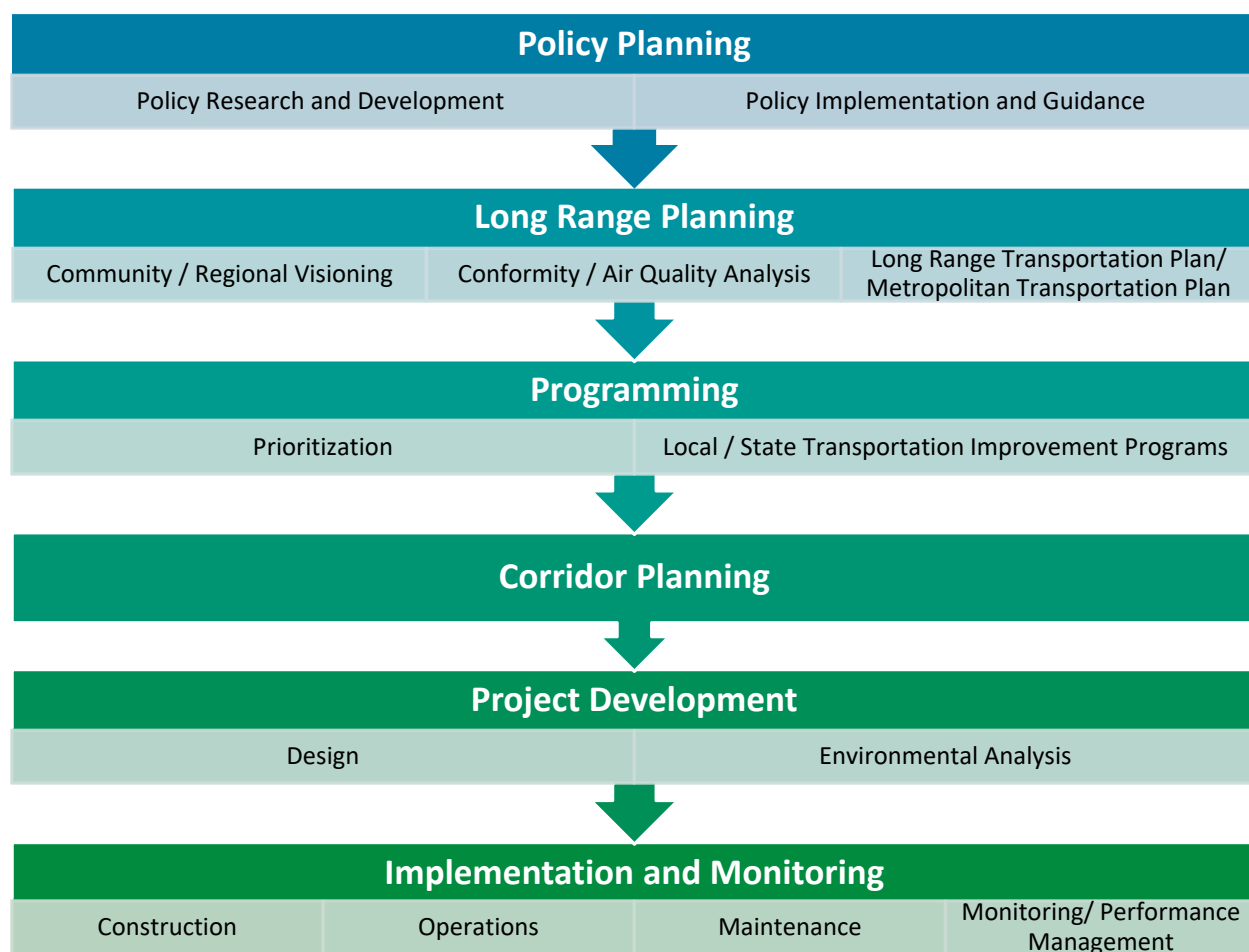 Policy Planning
Policy Research and Development
Policy Implementation and Guidance
Long Range Planning
Community / Regional Visioning
Conformity / Air Quality Analysis
Long Range Transportation Plan/
Metropolitan Transportation Plan
Programming
Prioritization
Local / State Transportation Improvement Programs
Corridor Planning
Project Development
Design
Environmental Analysis
Implementation and Monitoring
Construction
Operations
Maintenance
Monitoring/ Performance
Management